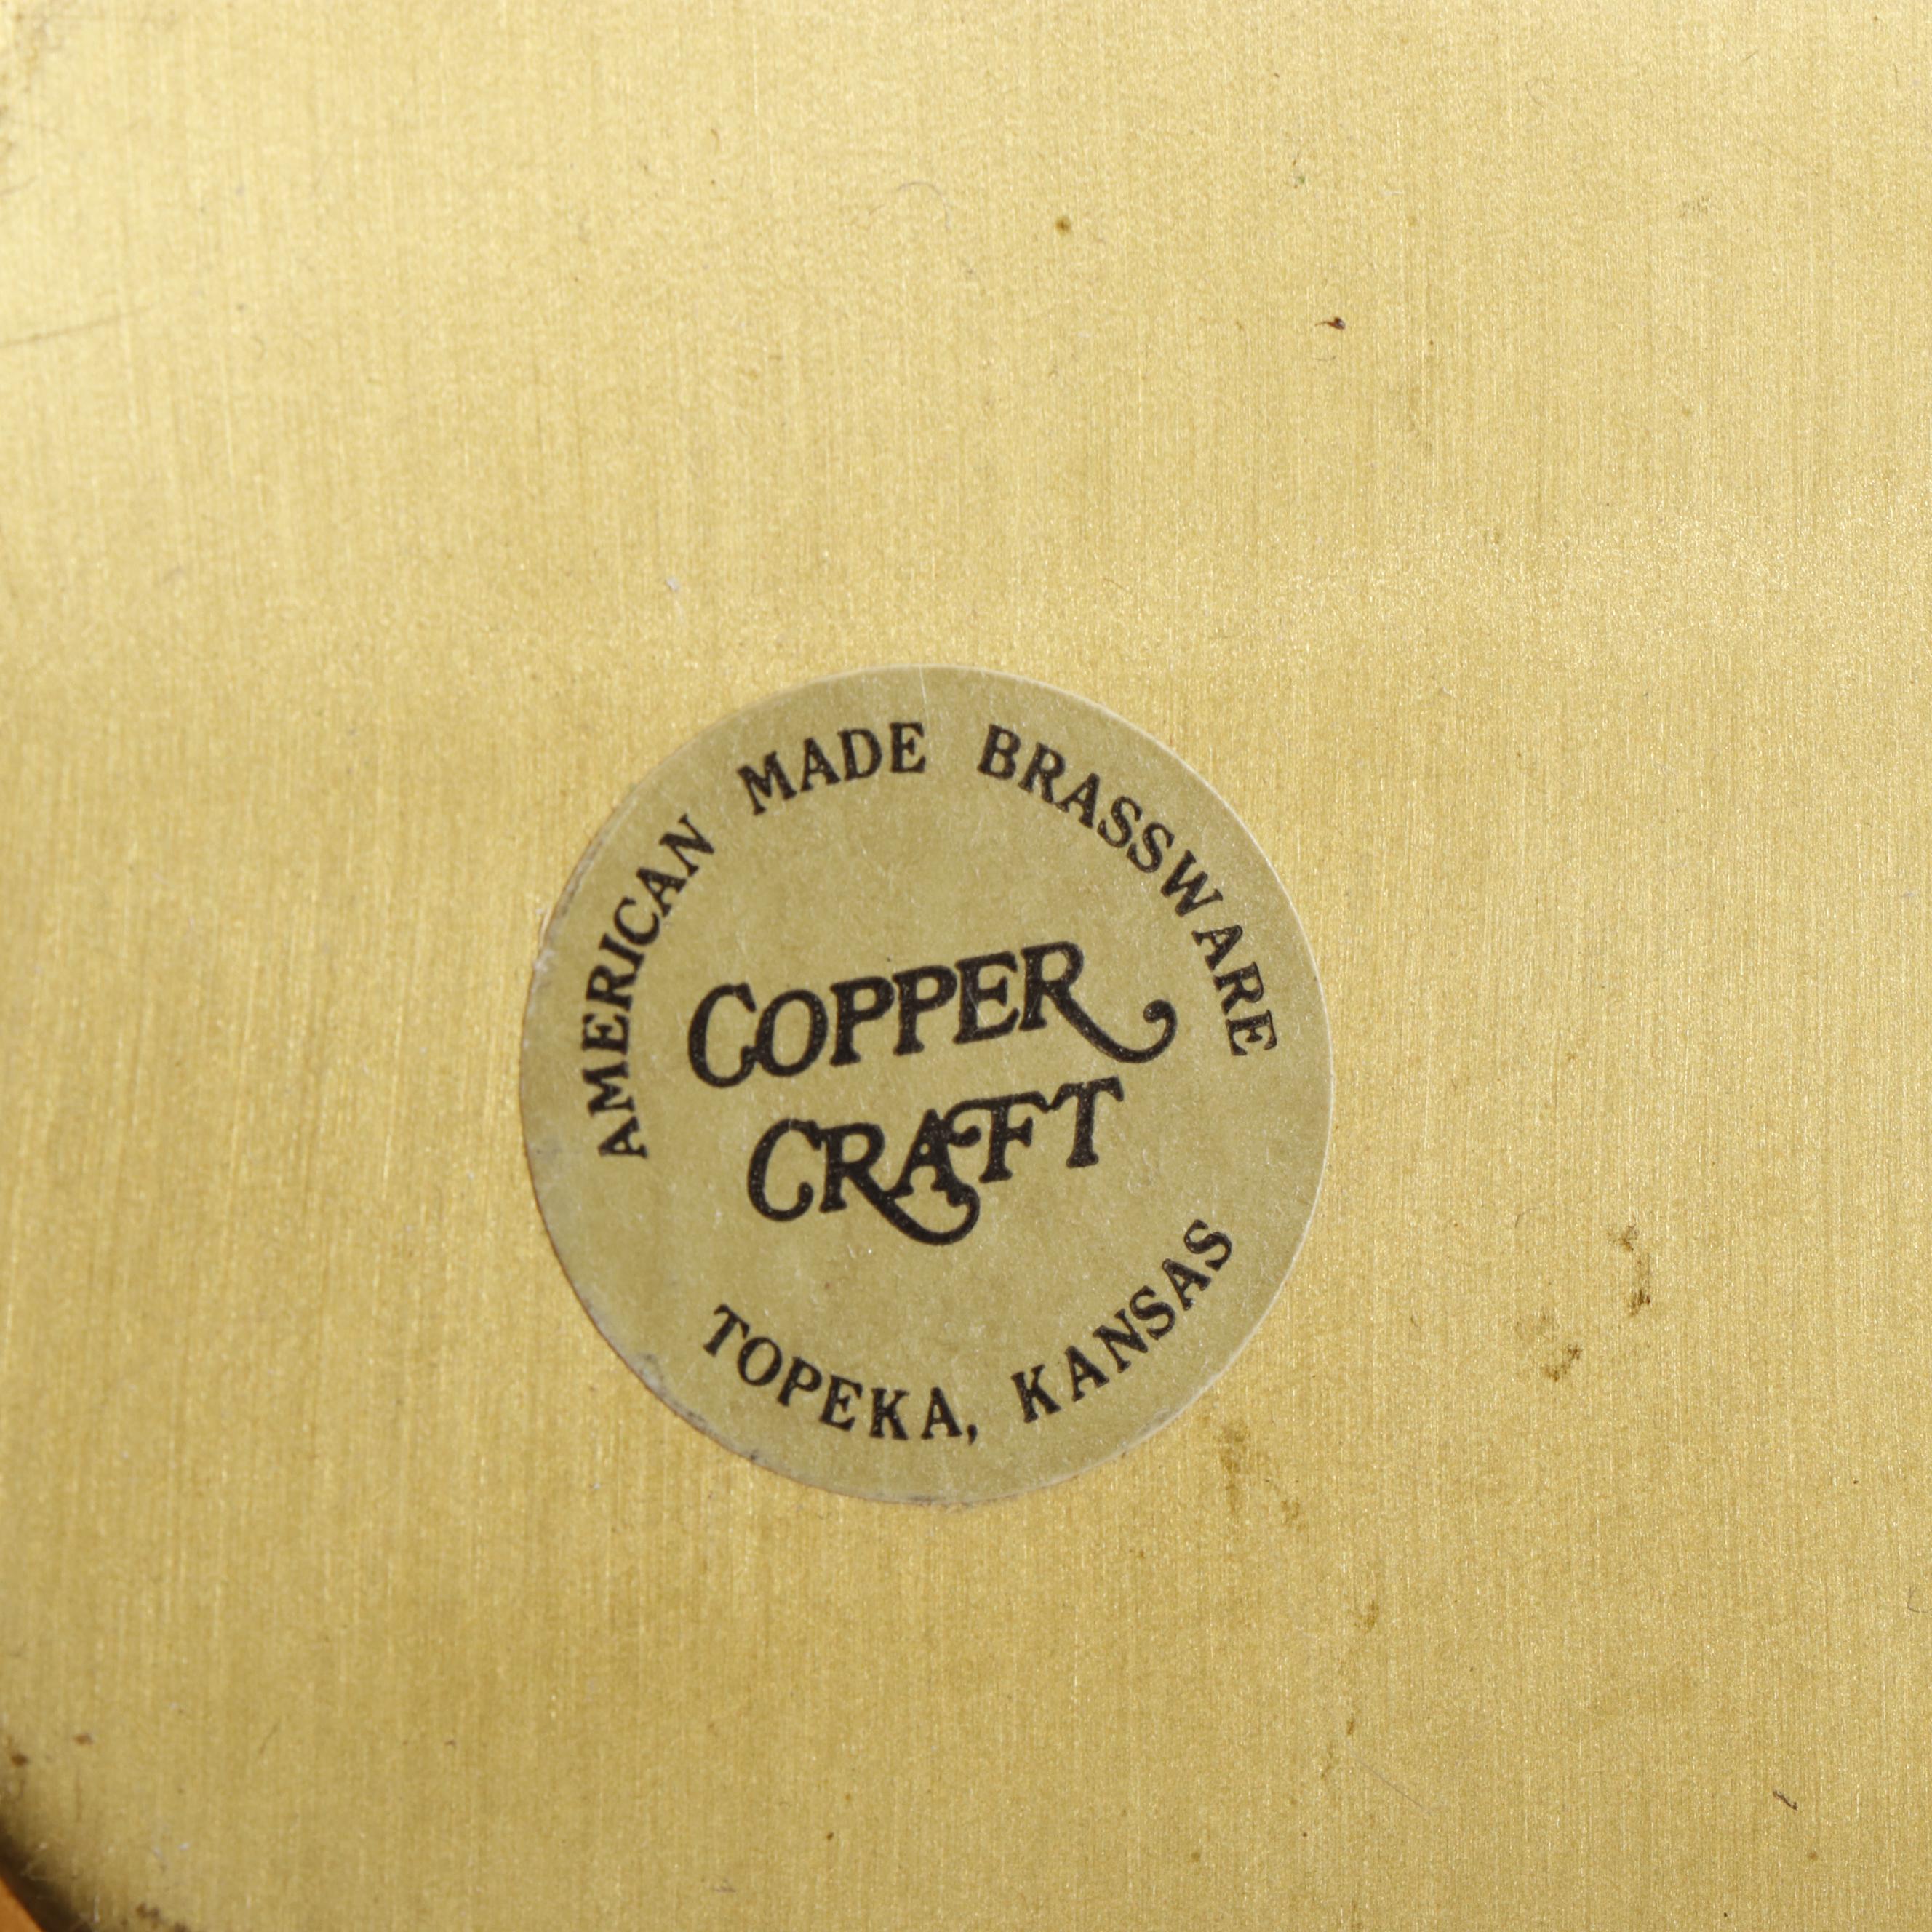 AMERICAN MADE BRASSWARE
COPPER
CRAFT
TOPEKA, KANSAS